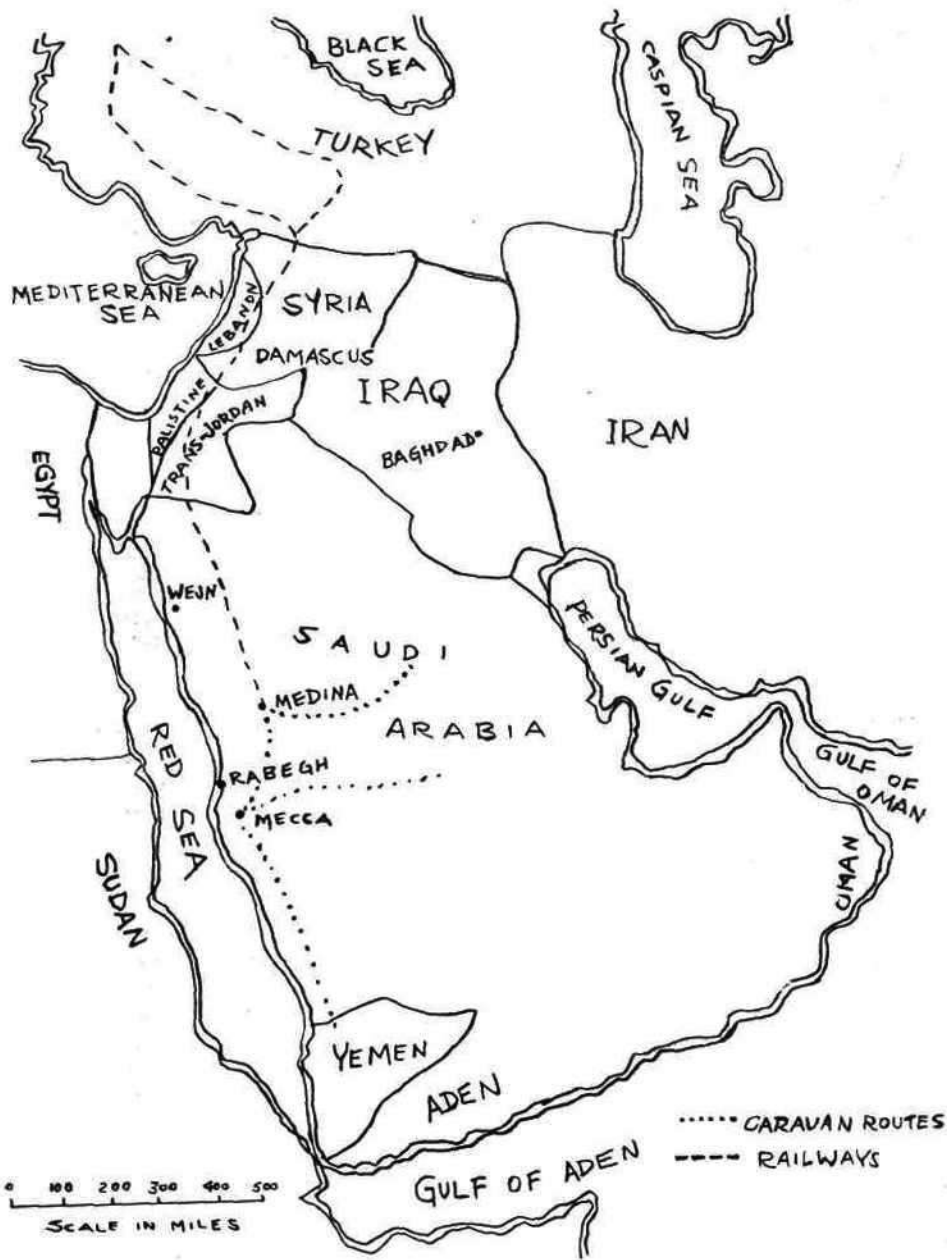 BLACK
SEA
CASPIAN SEA
TURKEY
MEDITERRANEAN
SEA
LEBANON
SYRIA
DAMASCUS
IRAQ
BAGHDAD
IRAN
PALISTINE
TRANS-JORDAN
EGYPT
WEJN
SAUDI
ARABIA
PERSIAN GULF
MEDINA
RED
SEA
RABEGH
MECCA
GULF OF
OMAN
OMAN
SUDAN
YEMEN
ADEN
GULF OF ADEN
CARAVAN ROUTES
RAILWAYS
0 100 200 300 400 500
SCALE IN MILES